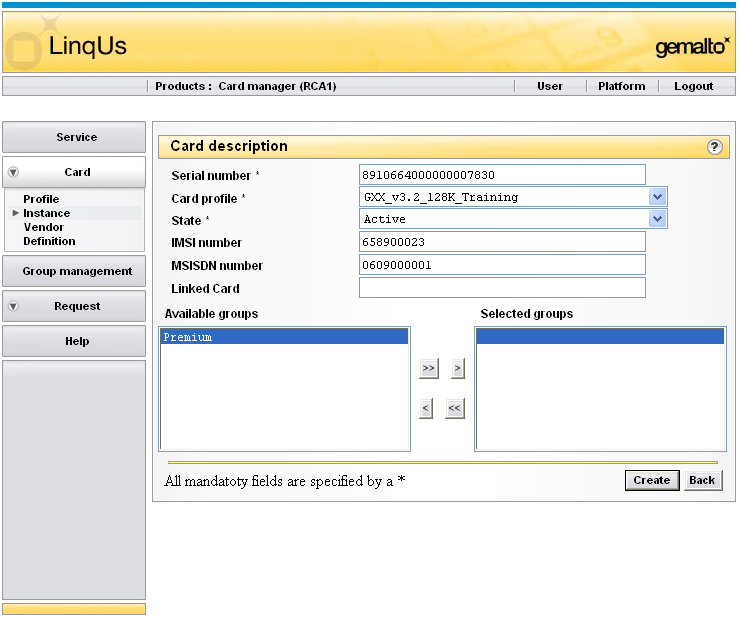 LinqUs
gemalto
Products : Card manager (RCA1)
User
Platform
Logout
Service
Card
Profile
Instance
Vendor
Definition
Group management
Request
Help
Card description
?
Serial number *
8910664000000007830
Card profile *
GXX_v3.2_128K_Training
State *
Active
IMSI number
658900023
MSISDN number
0609000001
Linked Card
Available groups
Selected groups
Premium
>>
>
<
<<
All mandatoty fields are specified by a *
Create
Back